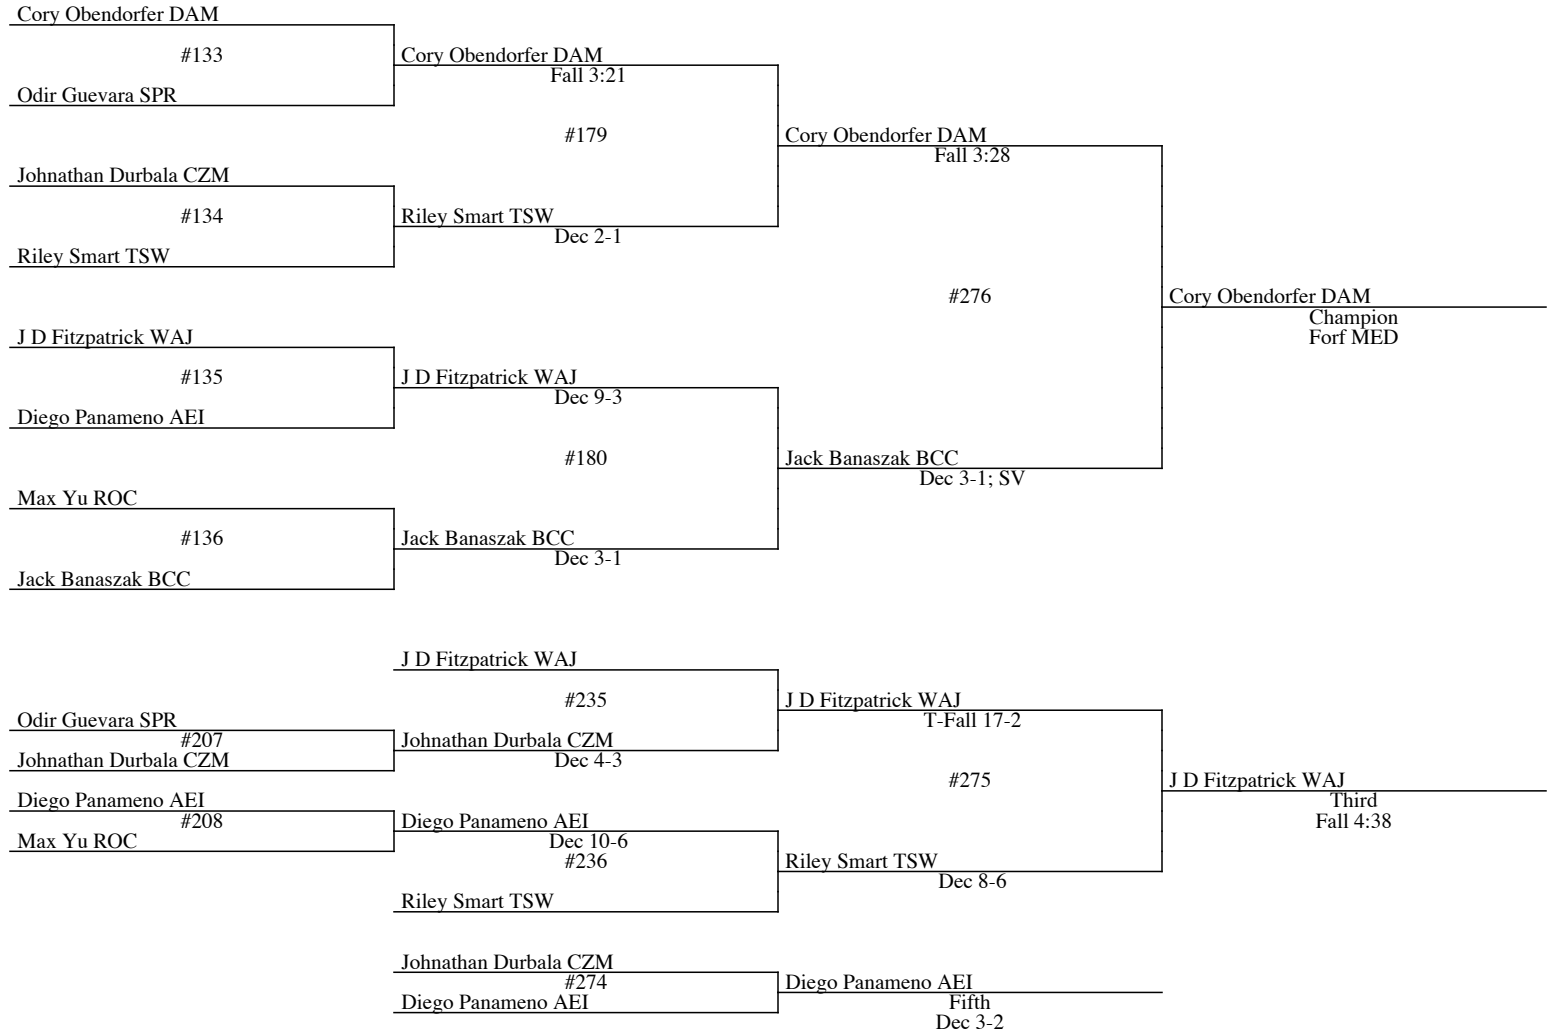 Cory Obendorfer DAM
#133
Cory Obendorfer DAM
Fall 3:21
Odir Guevara SPR
#179
Cory Obendorfer DAM
Fall 3:28
Johnathan Durbala CZM
#134
Riley Smart TSW
Dec 2-1
Riley Smart TSW
#276
Cory Obendorfer DAM
Champion
Forf MED
J D Fitzpatrick WAJ
#135
J D Fitzpatrick WAJ
Dec 9-3
Diego Panameno AEI
#180
Jack Banaszak BCC
Dec 3-1; SV
Max Yu ROC
#136
Jack Banaszak BCC
Dec 3-1
Jack Banaszak BCC
J D Fitzpatrick WAJ
#235
J D Fitzpatrick WAJ
T-Fall 17-2
Odir Guevara SPR
#207
Johnathan Durbala CZM
Dec 4-3
Johnathan Durbala CZM
#275
J D Fitzpatrick WAJ
Third
Fall 4:38
Diego Panameno AEI
#208
Diego Panameno AEI
Dec 10-6
Max Yu ROC
#236
Riley Smart TSW
Dec 8-6
Riley Smart TSW
Johnathan Durbala CZM
#274
Diego Panameno AEI
Fifth
Dec 3-2
Diego Panameno AEI